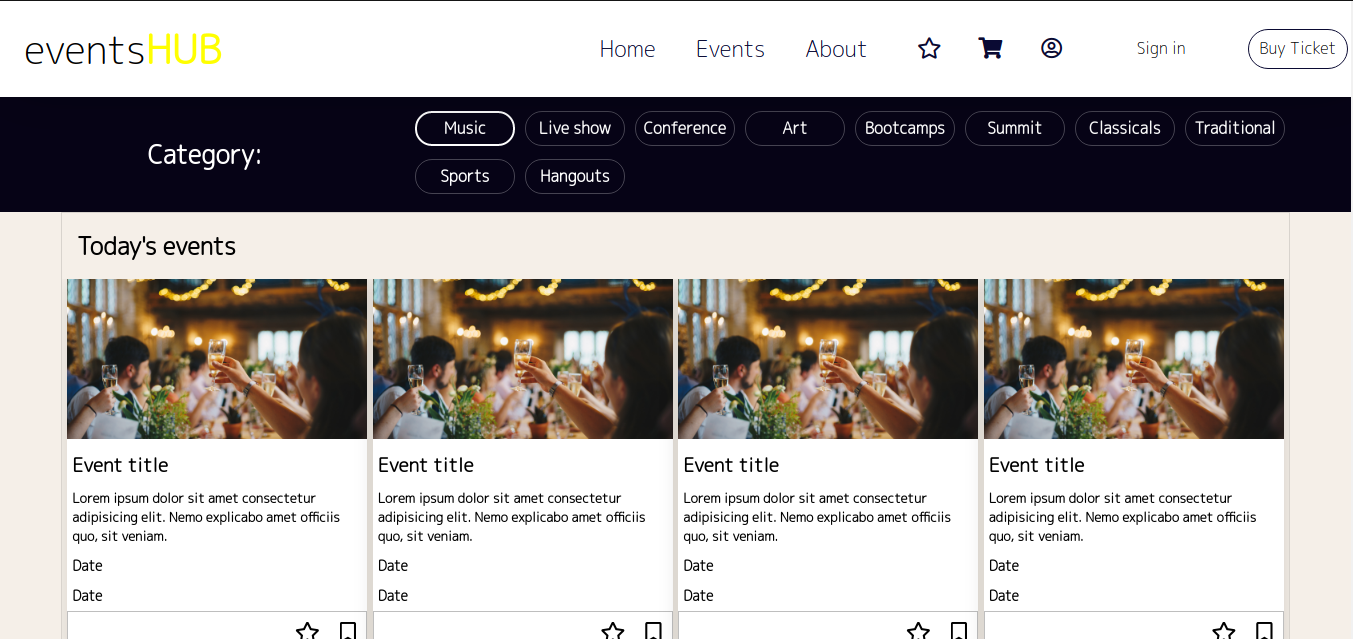 eventsHUB Home Events About Sign in Buy Ticket
Category:
Music Live show Conference Art Bootcamps Summit Classicals Traditional
Sports Hangouts
Today's events
Event title
Lorem ipsum dolor sit amet consectetur
adipisicing elit. Nemo explicabo amet officiis
quo, sit veniam.
Date
Date
Event title
Lorem ipsum dolor sit amet consectetur
adipisicing elit. Nemo explicabo amet officiis
quo, sit veniam.
Date
Date
Event title
Lorem ipsum dolor sit amet consectetur
adipisicing elit. Nemo explicabo amet officiis
quo, sit veniam.
Date
Date
Event title
Lorem ipsum dolor sit amet consectetur
adipisicing elit. Nemo explicabo amet officiis
quo, sit veniam.
Date
Date